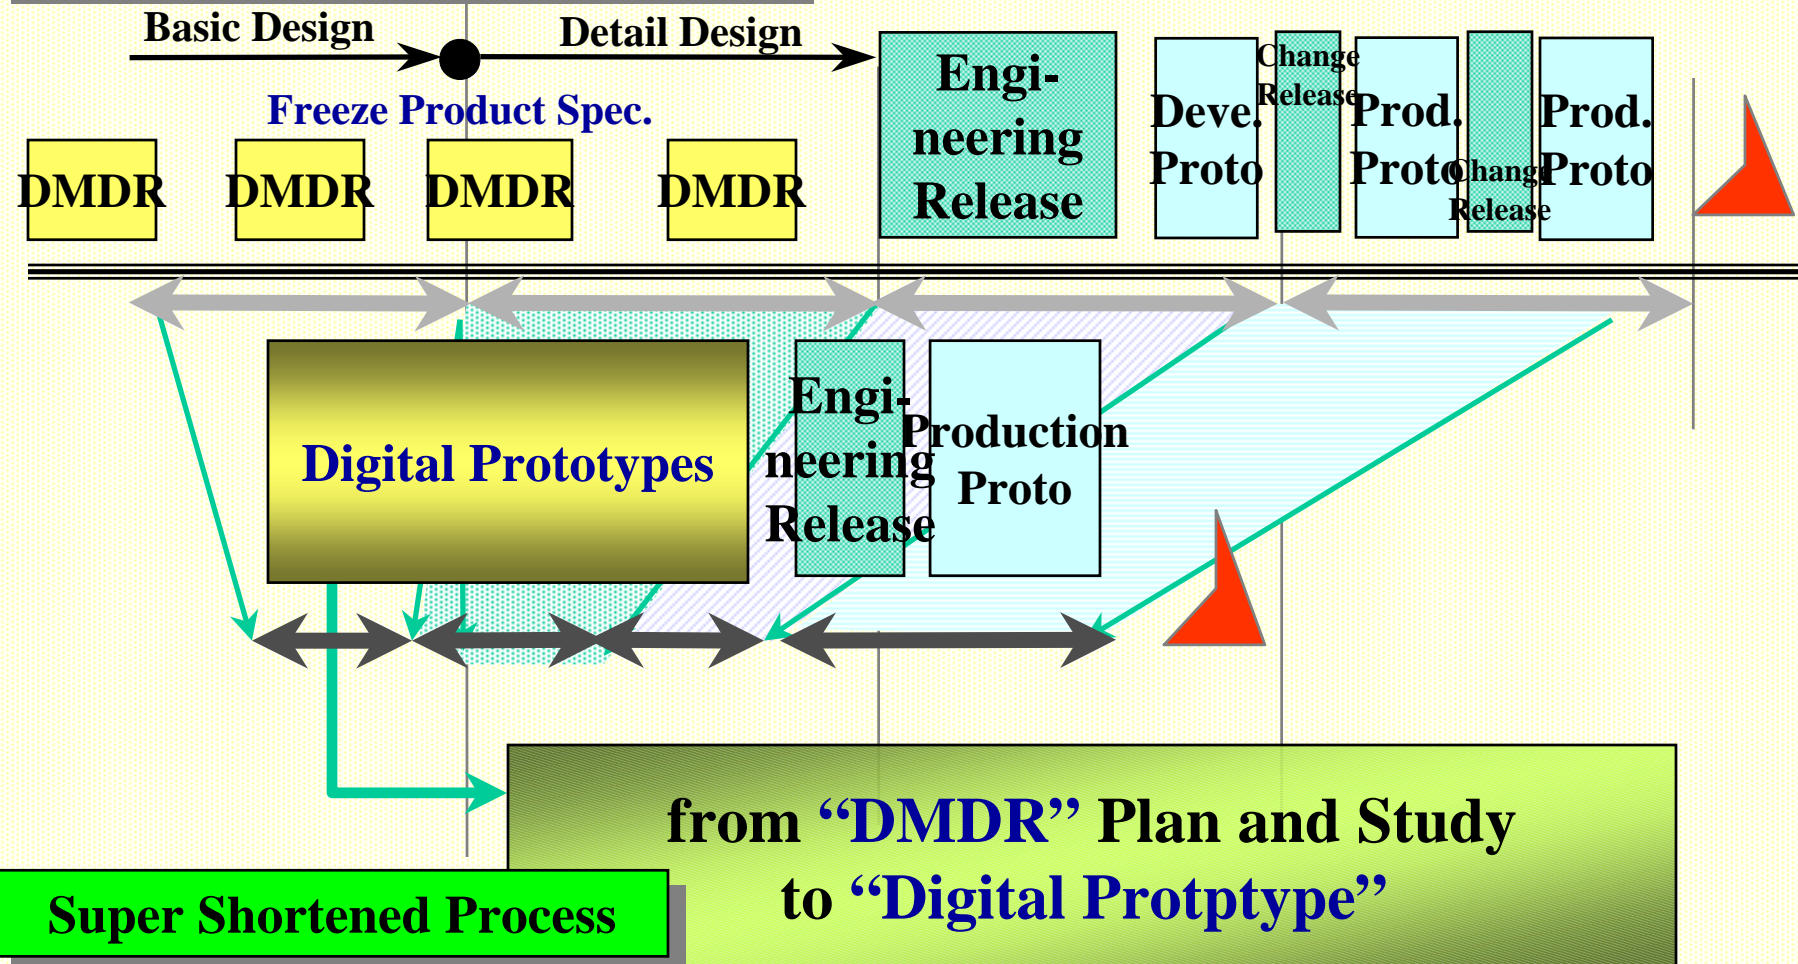 Basic Design
Detail Design
Freeze Product Spec.
DMDR
DMDR
DMDR
DMDR
Engi-
neering
Release
Deve.
Proto
Change
Release
Prod.
Proto
Change
Release
Prod.
Proto
Digital Prototypes
Engi-
neering
Release
Production
Proto
from “DMDR” Plan and Study
to “Digital Protptype”
Super Shortened Process